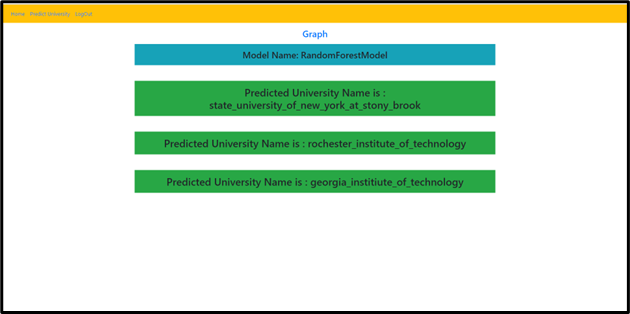 Home Predict University LogOut
Graph
Model Name: RandomForestModel
Predicted University Name is :
state_university_of_new_york_at_stony_brook
Predicted University Name is : rochester_institute_of_technology
Predicted University Name is : georgia_institiute_of_technology